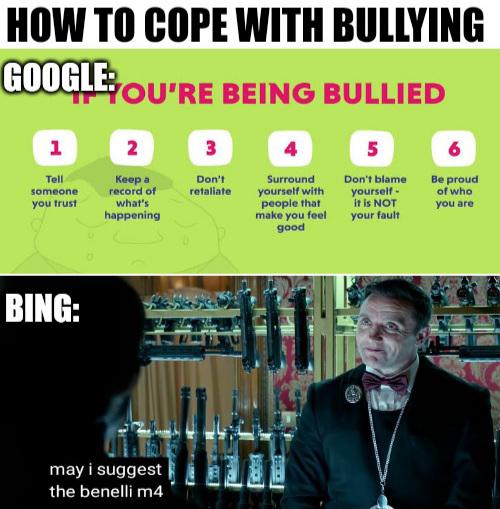 HOW TO COPE WITH BULLYING
GOOGLE:
IF YOU'RE BEING BULLIED
1
Tell
someone
you trust
2
Keep a
record of
what's
happening
3
Don't
retaliate
4
Surround
yourself with
people that
make you feel
good
5
Don't blame
yourself -
it is NOT
your fault
6
Be proud
of who
you are
BING:
may i suggest
the benelli m4